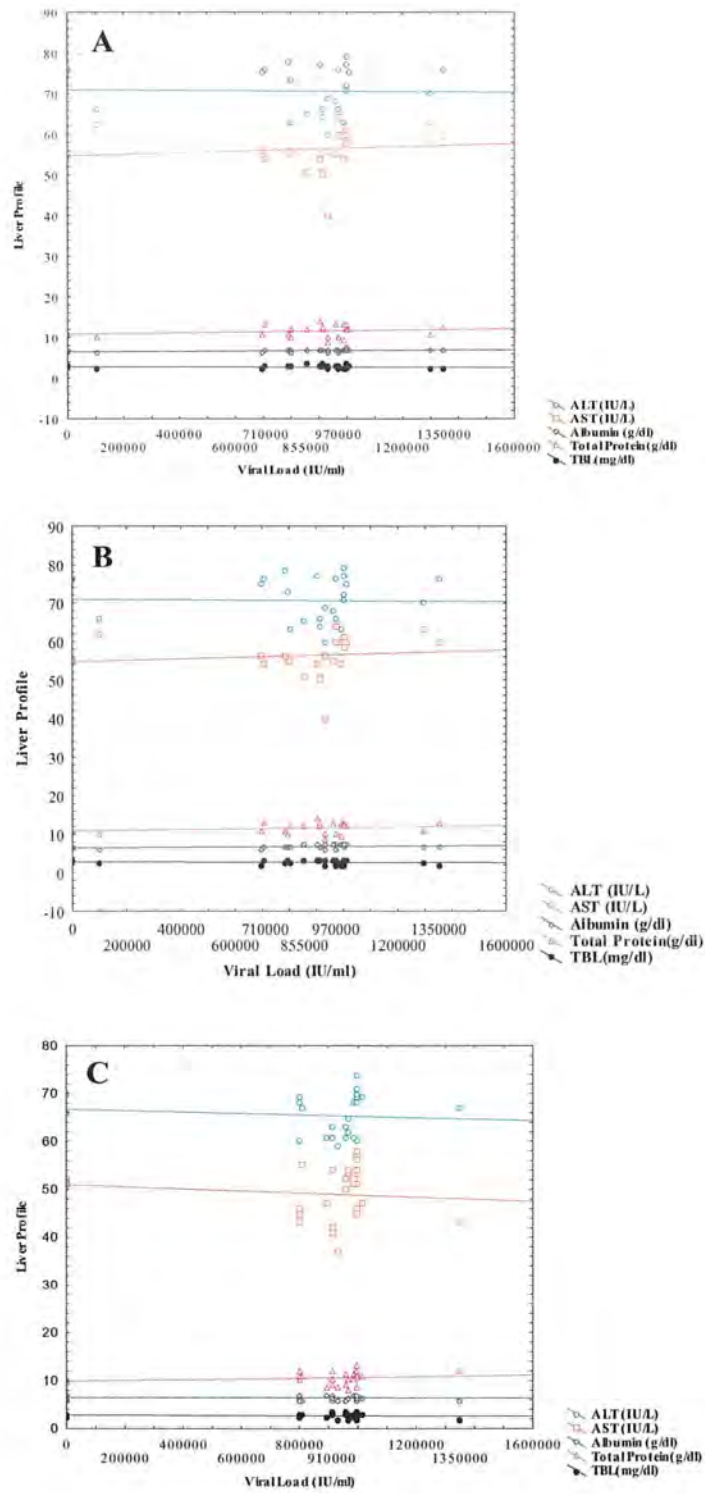 A
90
80
70
60
50
40
30
20
10
0
-10
Liver Profile
0 400000 710000 970000 1350000
200000 600000 855000 1200000 1600000
Viral Load (IU/ml)
ALT(IU/L)
AST(IU/L)
Albumin (g/dl)
Total Protein(g/dl)
TBL(mg/dl)
B
90
80
70
60
50
40
30
20
10
0
-10
Liver Profile
0 400000 710000 970000 1350000
200000 600000 855000 1200000 1600000
Viral Load (IU/ml)
ALT (IU/L)
AST (IU/L)
Albumin (g/dl)
Total Protein(g/dl)
TBL(mg/dl)
C
80
70
60
50
40
30
20
10
0
Liver Profile
0 400000 800000 1200000 1600000
200000 600000 910000 1350000
Viral Load (IU/ml)
ALT(IU/L)
AST(IU/L)
Albumin (g/dl)
Total Protein(g/dl)
TBL(mg/dl)